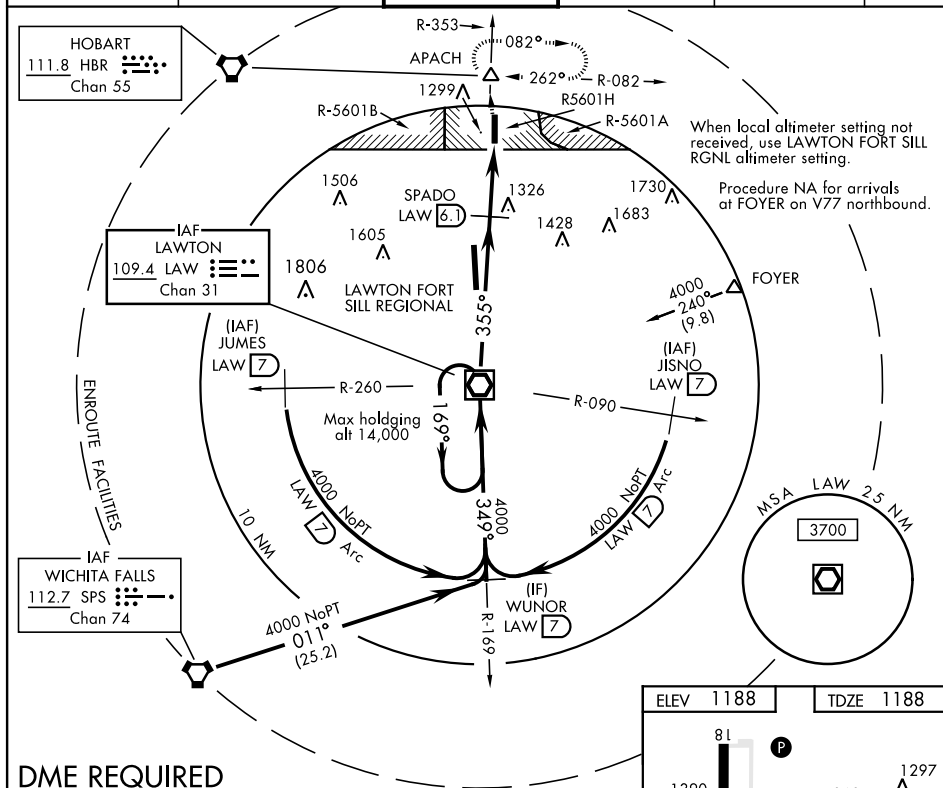 R-353
HOBART
111.8 HBR
Chan 55
APACH
082°
262°
R-082
1299
R-5601B
R5601H
R-5601A
When local altimeter setting not
received, use LAWTON FORT SILL
RGNL altimeter setting.
Procedure NA for arrivals
at FOYER on V77 northbound.
1506
SPADO
LAW 6.1
1326
1730
1683
1428
1605
IAF
LAWTON
109.4 LAW
Chan 31
1806
LAWTON FORT
SILL REGIONAL
355°
4000
240°
(9.8)
FOYER
(IAF)
JUMES
LAW 7
(IAF)
JISNO
LAW 7
R-260
R-090
169°
Max holdging
alt 14,000
ENROUTE FACILITIES
4000 NoPT
LAW 7 Arc
4000
349°
4000 NoPT
LAW 7 Arc
10 NM
MSA LAW 25 NM
3700
IAF
WICHITA FALLS
112.7 SPS
Chan 74
4000 NoPT
011°
(25.2)
(IF)
WUNOR
LAW 7
R-169
ELEV 1188
TDZE 1188
18
P
1297
DME REQUIRED